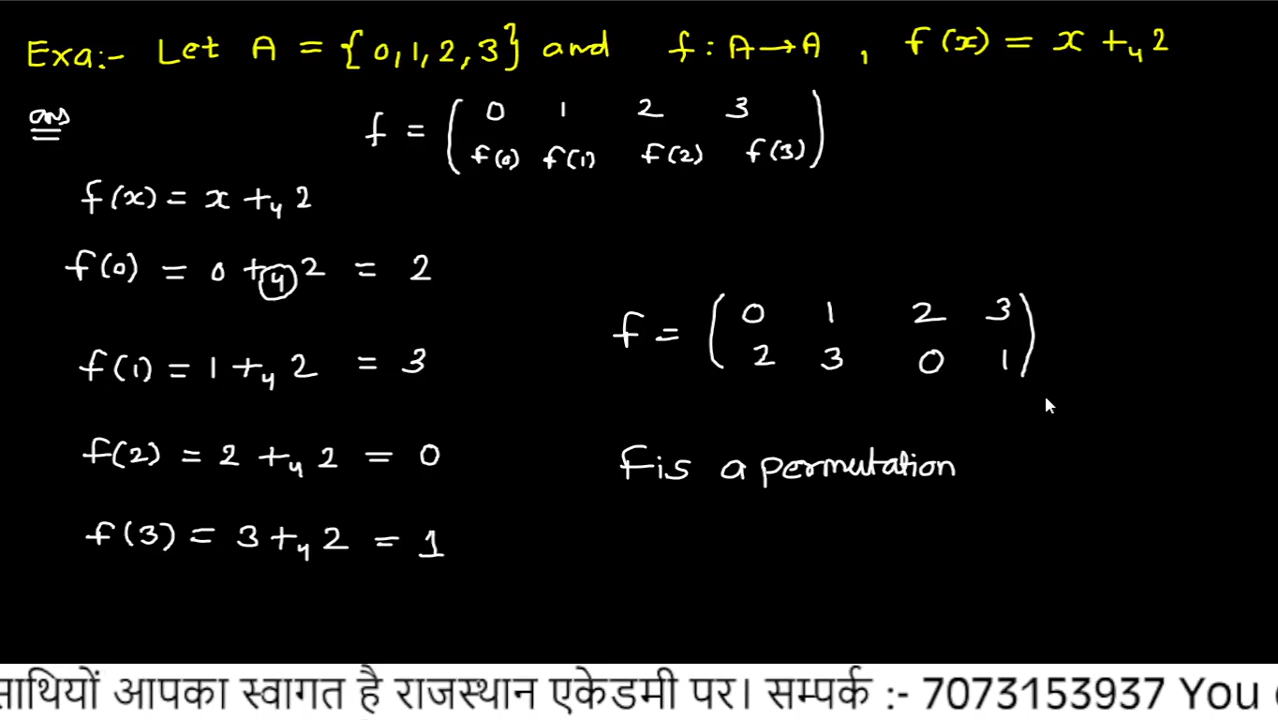 Exa:- Let A = {0,1,2,3} and f : A→A , f(x) = x +₄ 2
ans
f = ( 0 1 2 3
f(0) f(1) f(2) f(3) )
f(x) = x +₄ 2
f(0) = 0 +₄ 2 = 2
f(1) = 1 +₄ 2 = 3
f(2) = 2 +₄ 2 = 0
f(3) = 3 +₄ 2 = 1
f = ( 0 1 2 3
2 3 0 1 )
F is a permutation
साथियों आपका स्वागत है राजस्थान एकेडमी पर। सम्पर्क :- 7073153937 You